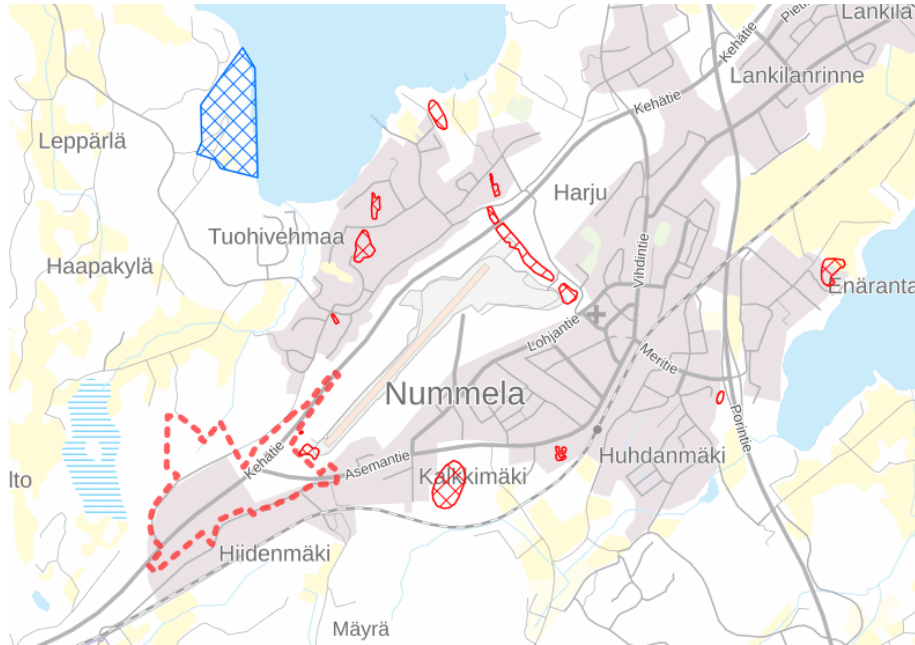 Lankilanrinne
Kehätie
Kehätie
Leppärlä
Harju
Tuohivehmaa
Haapakylä
Vihdintie
Enäranta
Lohjantie
Meritie
Nummela
Porintie
Kehätie
Asemantie
Kalkkimäki
Huhdanmäki
lto
Hiidenmäki
Mäyrä